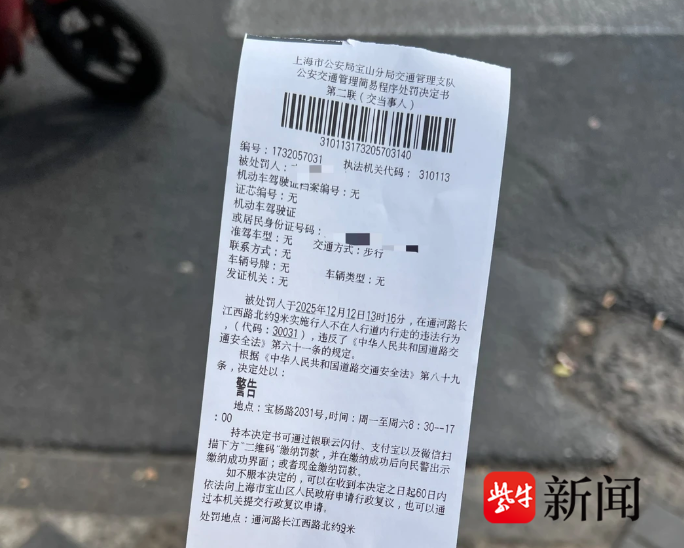 上海市公安局宝山分局交通管理支队
公安交通管理简易程序处罚决定书
第二联（交当事人）
310113173205703140
编号：1732057031 执法机关代码： 310113
被处罚人：
机动车驾驶证档案编号：无
证芯编号：无
机动车驾驶证
或居民身份证号码：
准驾车型：无 交通方式：步行
联系方式：无
车辆号牌：无 车辆类型：无
发证机关：无
被处罚人于2025年12月12日13时16分，在通河路长
江西路北约9米实施行人不在人行道内行走的违法行为
，（代码：30031），违反了《中华人民共和国道路交
通安全法》第六十一条的规定。
根据《中华人民共和国道路交通安全法》第八十九
条，决定处以：
警告
地点：宝杨路2031号,时间：周一至周六8：30--17
：00
持本决定书可通过银联云闪付、支付宝以及微信扫
描下方"二维码"缴纳罚款，并在缴纳成功后向民警出示
缴纳成功界面；或者现金缴纳罚款。
如不服本决定的，可以在收到本决定之日起60日内
依法向上海市宝山区人民政府申请行政复议，也可以通
过本机关提交行政复议申请。
处罚地点：通河路长江西路北约9米
紫牛新闻